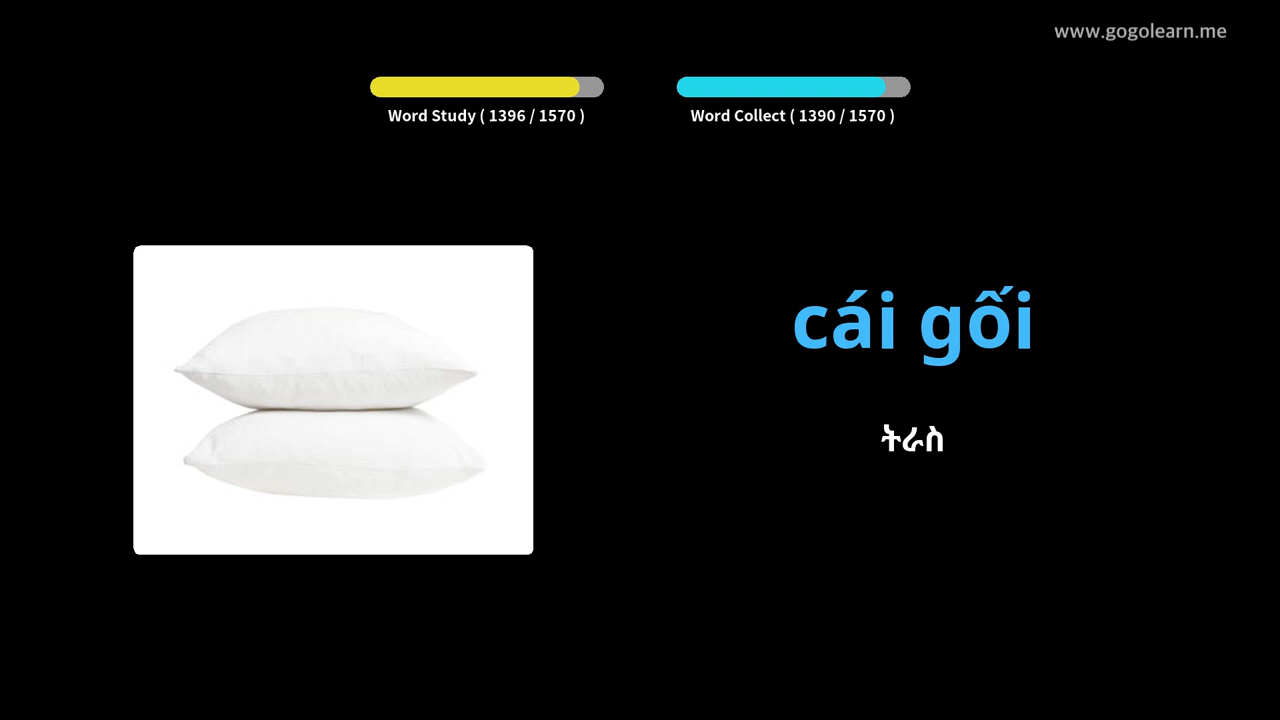 www.gogolearn.me
Word Study ( 1396 / 1570 )
Word Collect ( 1390 / 1570 )
cái gối
ትራስ